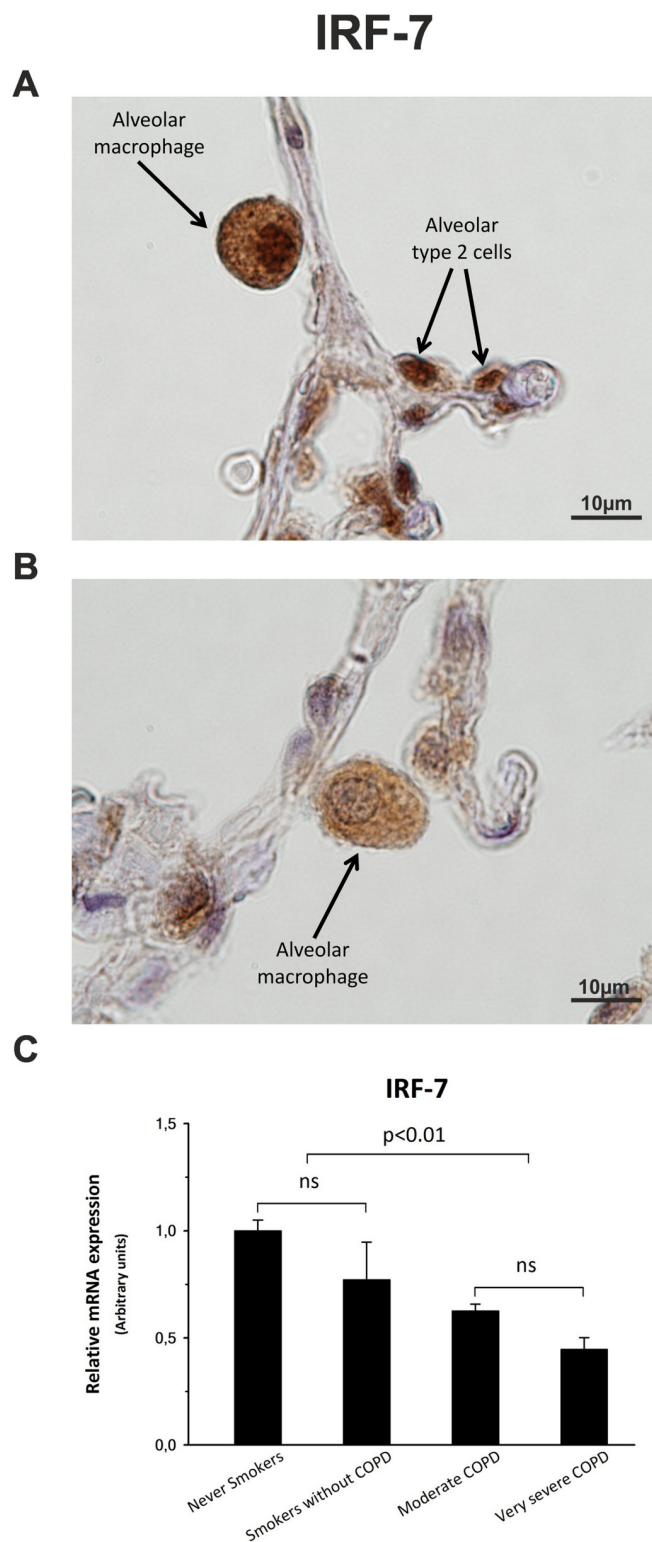 IRF-7
A
Alveolar
macrophage
Alveolar
type 2 cells
10μm
B
Alveolar
macrophage
10μm
C
IRF-7
Relative mRNA expression
(Arbitrary units)
1,5
1,0
0,5
0,0
p<0.01
ns
ns
Never Smokers
Smokers without COPD
Moderate COPD
Very severe COPD